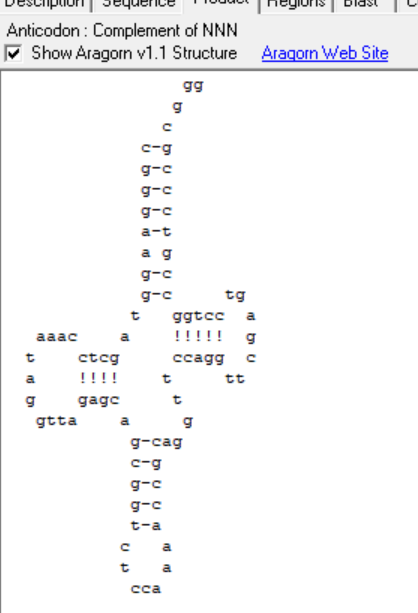 Description Sequence Product Regions Blast C
Anticodon : Complement of NNN
Show Aragorn v1.1 Structure Aragorn Web Site
gg
g
c
c-g
g-c
g-c
g-c
a-t
a g
g-c
g-c tg
t ggtcc a
aaac a !!!!! g
t ctcg ccagg c
a !!!! t tt
g gagc t
gtta a g
g-cag
c-g
g-c
g-c
t-a
c a
t a
cca